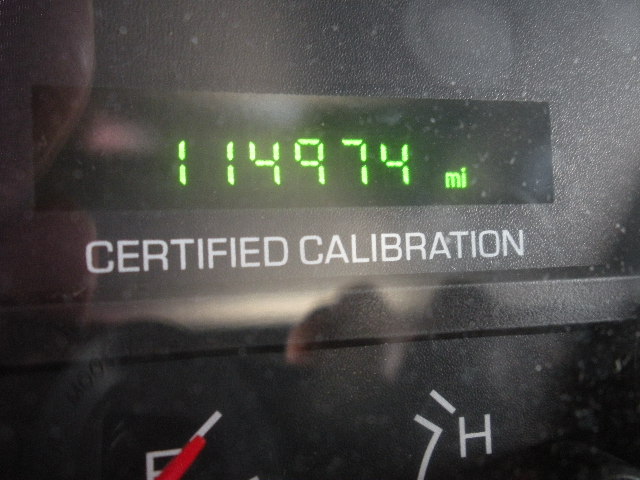 114974 mi
CERTIFIED CALIBRATION
E H